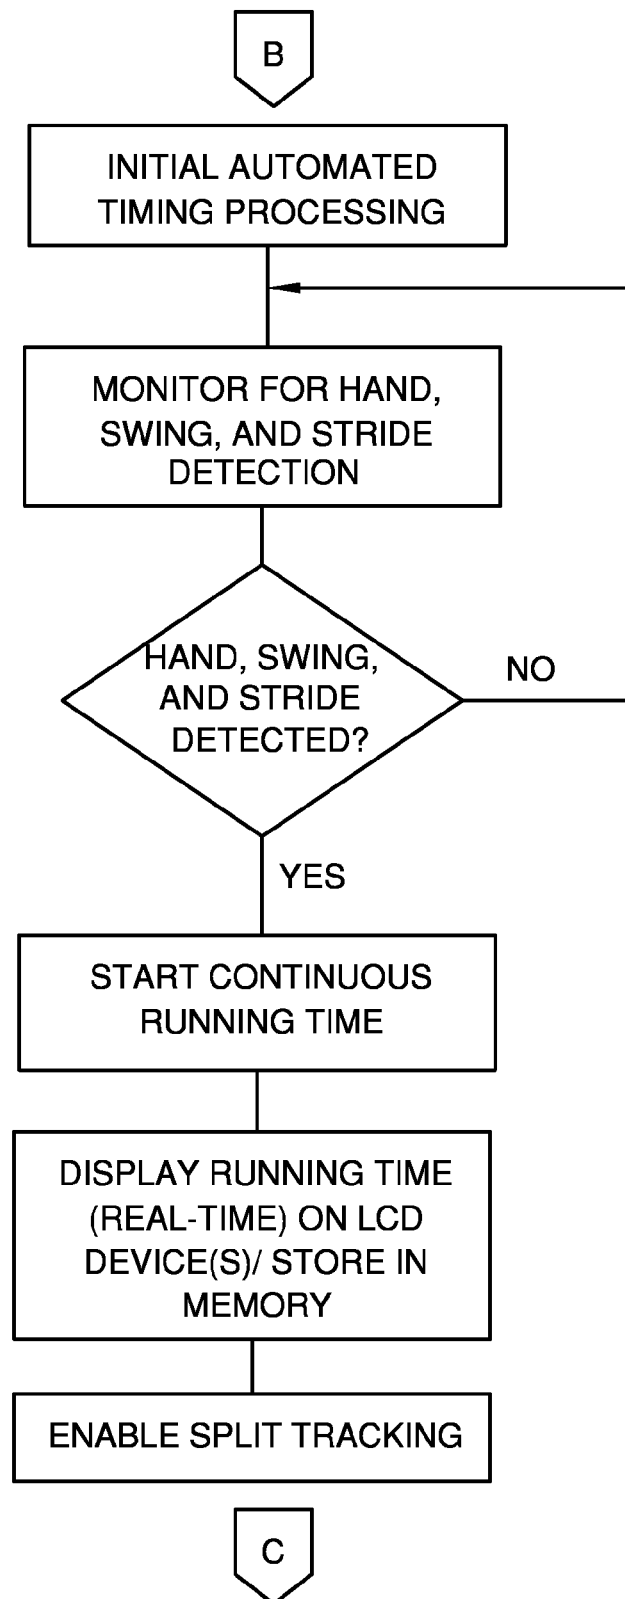 B
INITIAL AUTOMATED
TIMING PROCESSING
MONITOR FOR HAND,
SWING, AND STRIDE
DETECTION
HAND, SWING,
AND STRIDE
DETECTED?
NO
YES
START CONTINUOUS
RUNNING TIME
DISPLAY RUNNING TIME
(REAL-TIME) ON LCD
DEVICE(S)/ STORE IN
MEMORY
ENABLE SPLIT TRACKING
C